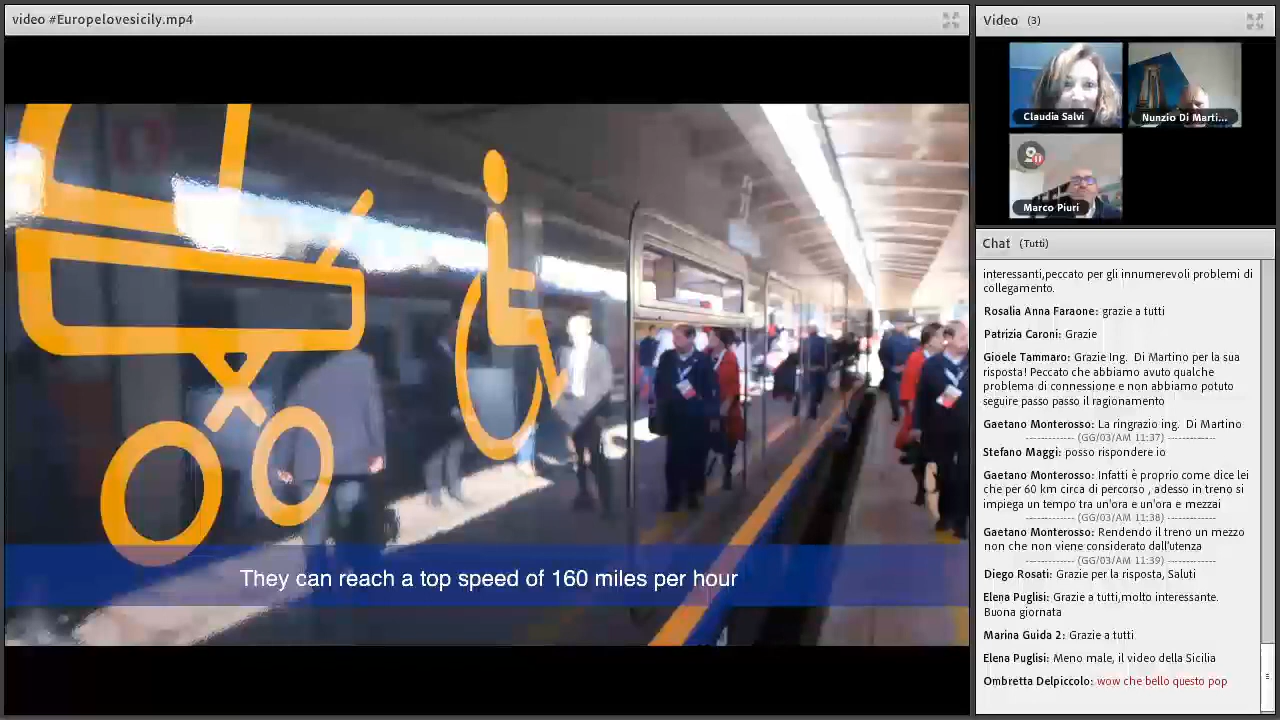 video #Europelovesicily.mp4
They can reach a top speed of 160 miles per hour
Video (3)
Claudia Salvi
Nunzio Di Marti...
Marco Piuri
Chat (Tutti)
interessanti,peccato per gli innumerevoli problemi di
collegamento.
Rosalia Anna Faraone: grazie a tutti
Patrizia Caroni: Grazie
Gioele Tammaro: Grazie Ing. Di Martino per la sua
risposta! Peccato che abbiamo avuto qualche
problema di connessione e non abbiamo potuto
seguire passo passo il ragionamento
Gaetano Monterosso: La ringrazio ing. Di Martino
------------- (GG/03/AM 11:37) -------------
Stefano Maggi: posso rispondere io
Gaetano Monterosso: Infatti è proprio come dice lei
che per 60 km circa di percorso , adesso in treno si
impiega un tempo tra un'ora e un'ora e mezzai
------------- (GG/03/AM 11:38) -------------
Gaetano Monterosso: Rendendo il treno un mezzo
non che non viene considerato dall'utenza
------------- (GG/03/AM 11:39) -------------
Diego Rosati: Grazie per la risposta, Saluti
Elena Puglisi: Grazie a tutti,molto interessante.
Buona giornata
Marina Guida 2: Grazie a tutti
Elena Puglisi: Meno male, il video della Sicilia
Ombretta Delpiccolo: wow che bello questo pop